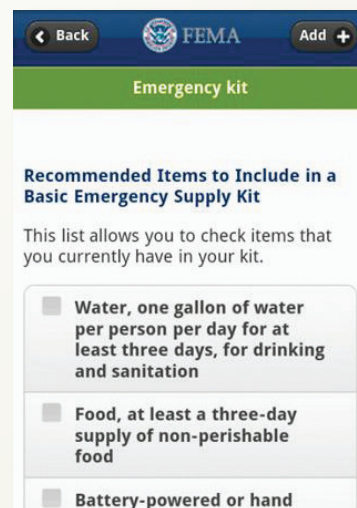 Back FEMA Add +
Emergency kit
Recommended Items to Include in a
Basic Emergency Supply Kit
This list allows you to check items that
you currently have in your kit.
Water, one gallon of water
per person per day for at
least three days, for drinking
and sanitation
Food, at least a three-day
supply of non-perishable
food
Battery-powered or hand